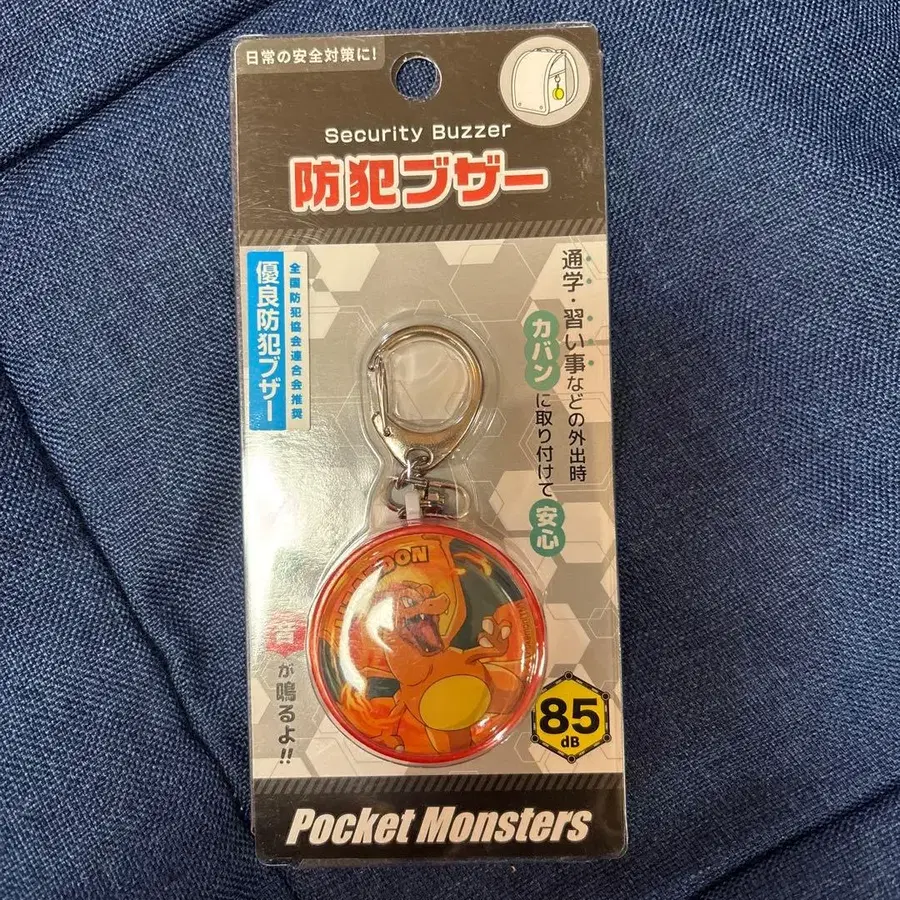 日常の安全対策に!
Security Buzzer
防犯ブザー
全国防犯協会連合会推奨
優良防犯ブザー
通学・習い事などの外出時
カバンに取り付けて安心
音が鳴るよ!!
85
dB
Pocket Monsters